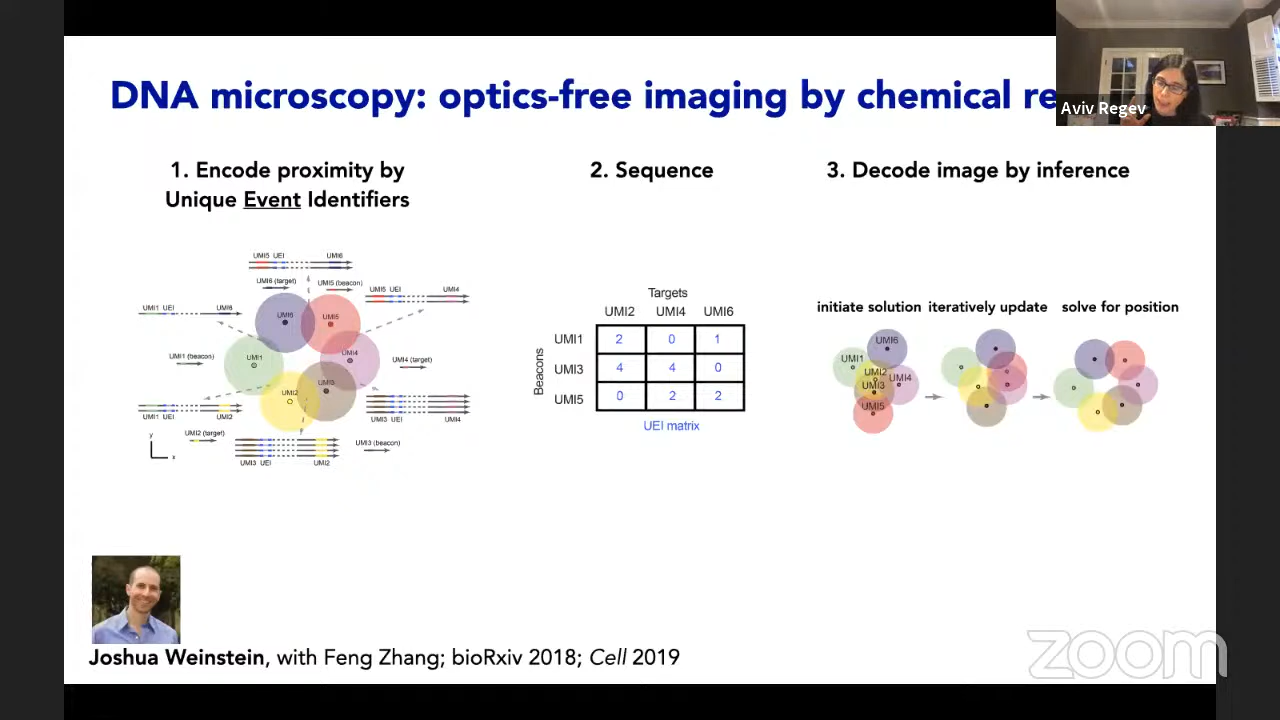 DNA microscopy: optics-free imaging by chemical re
Aviv Regev
1. Encode proximity by
Unique Event Identifiers
2. Sequence
3. Decode image by inference
UMI5 UEI UMI6
UMI6 (target) UMI5 (beacon)
UMI5 UEI UMI4
UMI1 UEI UMI6
UMI6
UMI5
UMI1 (beacon)
UMI1
UMI4
UMI4 (target)
UMI3
UMI2
UMI1 UEI UMI2
UMI3 UEI UMI4
UMI2 (target)
UMI3 (beacon)
UMI3 UEI UMI2
y
x
Targets
UMI2 UMI4 UMI6
Beacons
UMI1 2 0 1
UMI3 4 4 0
UMI5 0 2 2
UEI matrix
initiate solution iteratively update solve for position
UMI6
UMI1
UMI2
UMI4
UMI3
UMI5
Joshua Weinstein, with Feng Zhang; bioRxiv 2018; Cell 2019
zoom